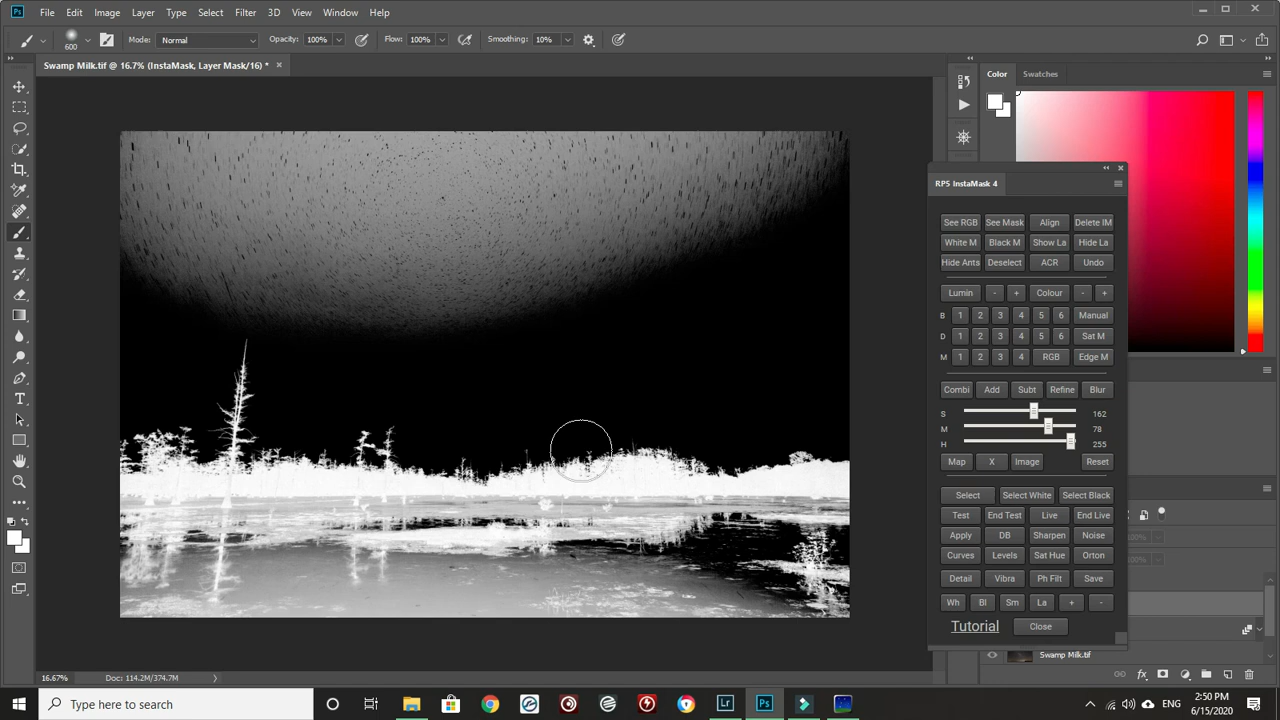 Ps File Edit Image Layer Type Select Filter 3D View Window Help
600 Mode: Normal Opacity: 100% Flow: 100% Smoothing: 10%
Swamp Milk.tif @ 16.7% (InstaMask, Layer Mask/16) * ×
Color Swatches
RPS InstaMask 4
See RGB See Mask Align Delete IM
White M Black M Show La Hide La
Hide Ants Deselect ACR Undo
Lumin - + Colour - +
B 1 2 3 4 5 6 Manual
D 1 2 3 4 5 6 Sat M
M 1 2 3 4 RGB Edge M
Combi Add Subt Refine Blur
S 162
M 78
H 255
Map X Image Reset
Select Select White Select Black
Test End Test Live End Live
Apply DB Sharpen Noise
Curves Levels Sat Hue Orton
Detail Vibra Ph Filt Save
Wh Bl Sm La + -
Tutorial Close
Swamp Milk.tif
16.67% Doc: 114.2M/374.7M
Type here to search
Lr Ps
ENG
2:50 PM
6/15/2020